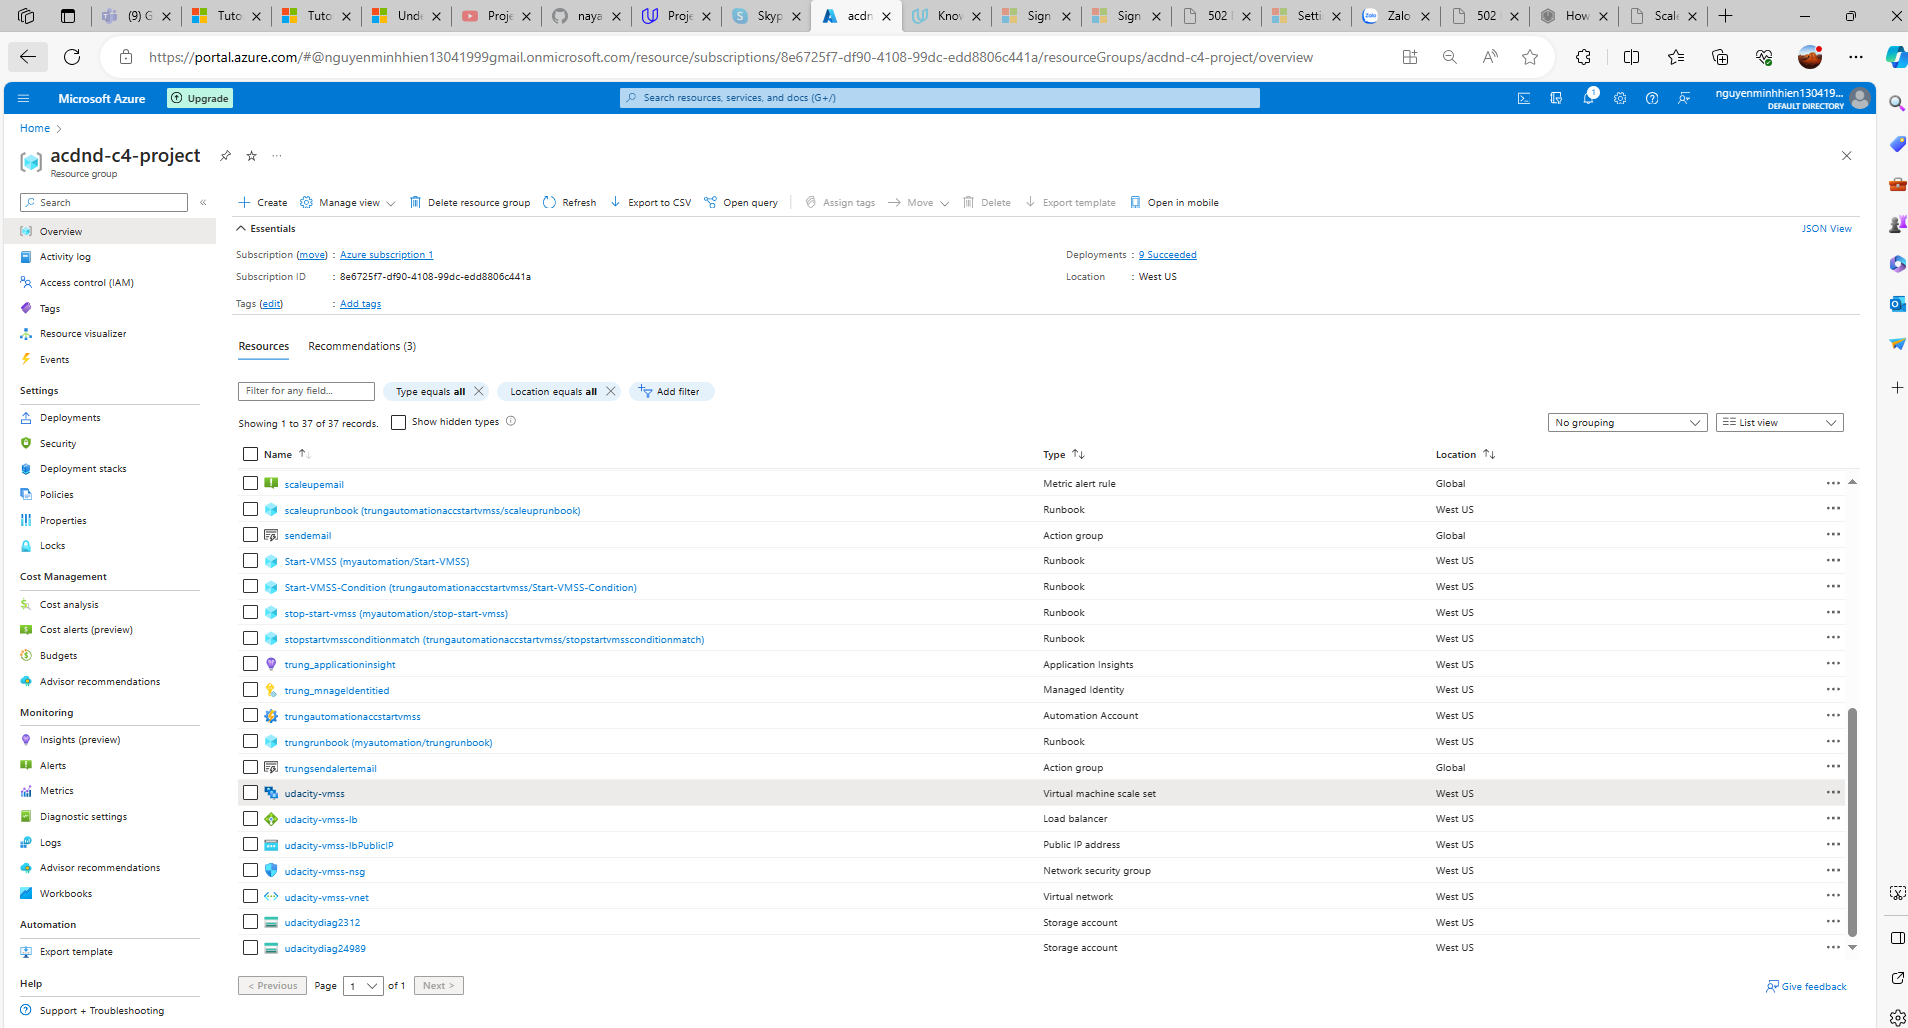 (9) G
Tuto
Tuto
Unde
Proje
naya
Proje
Skyp
acdn
Know
Sign
Sign
502
Setti
Zalo
502
How
Scale
https://portal.azure.com/#@nguyenminhhien13041999gmail.onmicrosoft.com/resource/subscriptions/8e6725f7-df90-4108-99dc-edd8806c441a/resourceGroups/acdnd-c4-project/overview
Microsoft Azure
Upgrade
Search resources, services, and docs (G+/)
1
nguyenminhhien130419...
DEFAULT DIRECTORY
Home
acdnd-c4-project
Resource group
Search
Create
Manage view
Delete resource group
Refresh
Export to CSV
Open query
Assign tags
Move
Delete
Export template
Open in mobile
Overview
Activity log
Access control (IAM)
Tags
Resource visualizer
Events
Settings
Deployments
Security
Deployment stacks
Policies
Properties
Locks
Cost Management
Cost analysis
Cost alerts (preview)
Budgets
Advisor recommendations
Monitoring
Insights (preview)
Alerts
Metrics
Diagnostic settings
Logs
Advisor recommendations
Workbooks
Automation
Export template
Help
Support + Troubleshooting
Essentials
JSON View
Subscription (move) : Azure subscription 1
Deployments : 9 Succeeded
Subscription ID : 8e6725f7-df90-4108-99dc-edd8806c441a
Location : West US
Tags (edit) : Add tags
Resources Recommendations (3)
Filter for any field...
Type equals all
Location equals all
Add filter
Showing 1 to 37 of 37 records.
Show hidden types
No grouping
List view
Name Type Location
scaleupemail Metric alert rule Global
scaleuprunbook (trungautomationaccstartvmss/scaleuprunbook) Runbook West US
sendemail Action group Global
Start-VMSS (myautomation/Start-VMSS) Runbook West US
Start-VMSS-Condition (trungautomationaccstartvmss/Start-VMSS-Condition) Runbook West US
stop-start-vmss (myautomation/stop-start-vmss) Runbook West US
stopstartvmssconditionmatch (trungautomationaccstartvmss/stopstartvmssconditionmatch) Runbook West US
trung_applicationinsight Application Insights West US
trung_mnageIdentitied Managed Identity West US
trungautomationaccstartvmss Automation Account West US
trungrunbook (myautomation/trungrunbook) Runbook West US
trungsendalertemail Action group Global
udacity-vmss Virtual machine scale set West US
udacity-vmss-lb Load balancer West US
udacity-vmss-lbPublicIP Public IP address West US
udacity-vmss-nsg Network security group West US
udacity-vmss-vnet Virtual network West US
udacitydiag2312 Storage account West US
udacitydiag24989 Storage account West US
< Previous Page 1 of 1 Next >
Give feedback